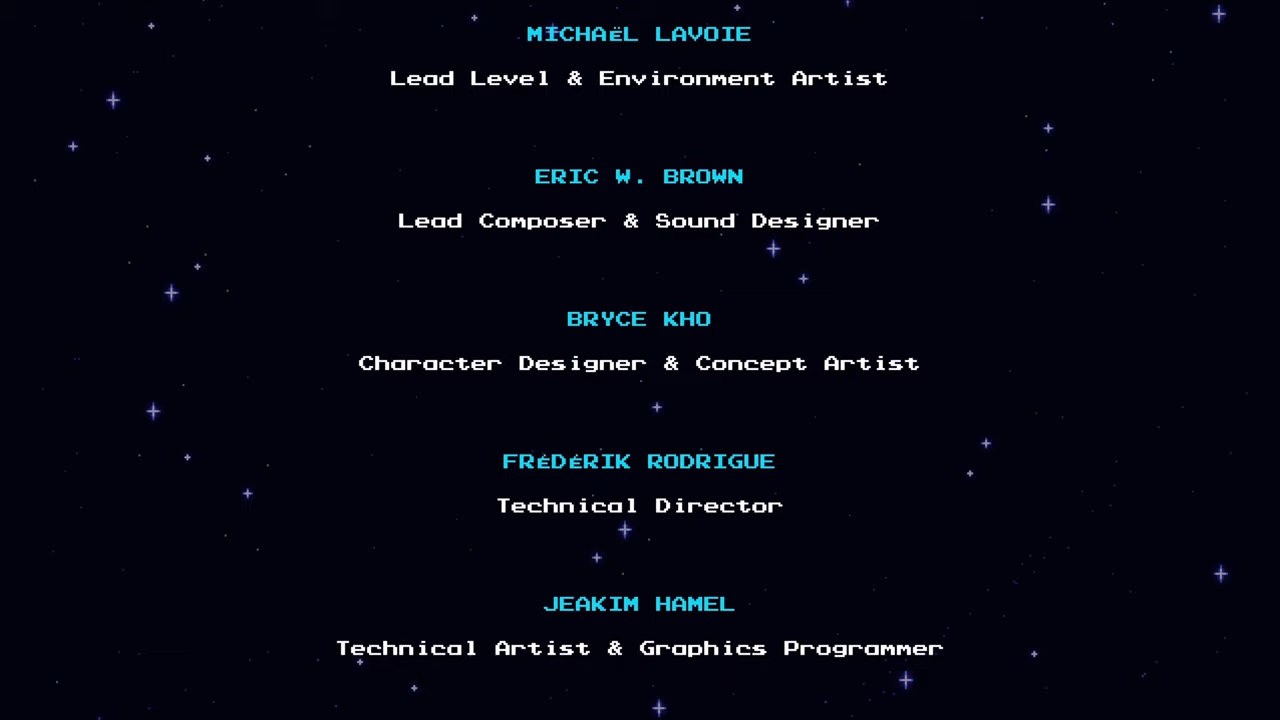 MICHAËL LAVOIE
Lead Level & Environment Artist
ERIC W. BROWN
Lead Composer & Sound Designer
BRYCE KHO
Character Designer & Concept Artist
FRÉDÉRIK RODRIGUE
Technical Director
JEAKIM HAMEL
Technical Artist & Graphics Programmer